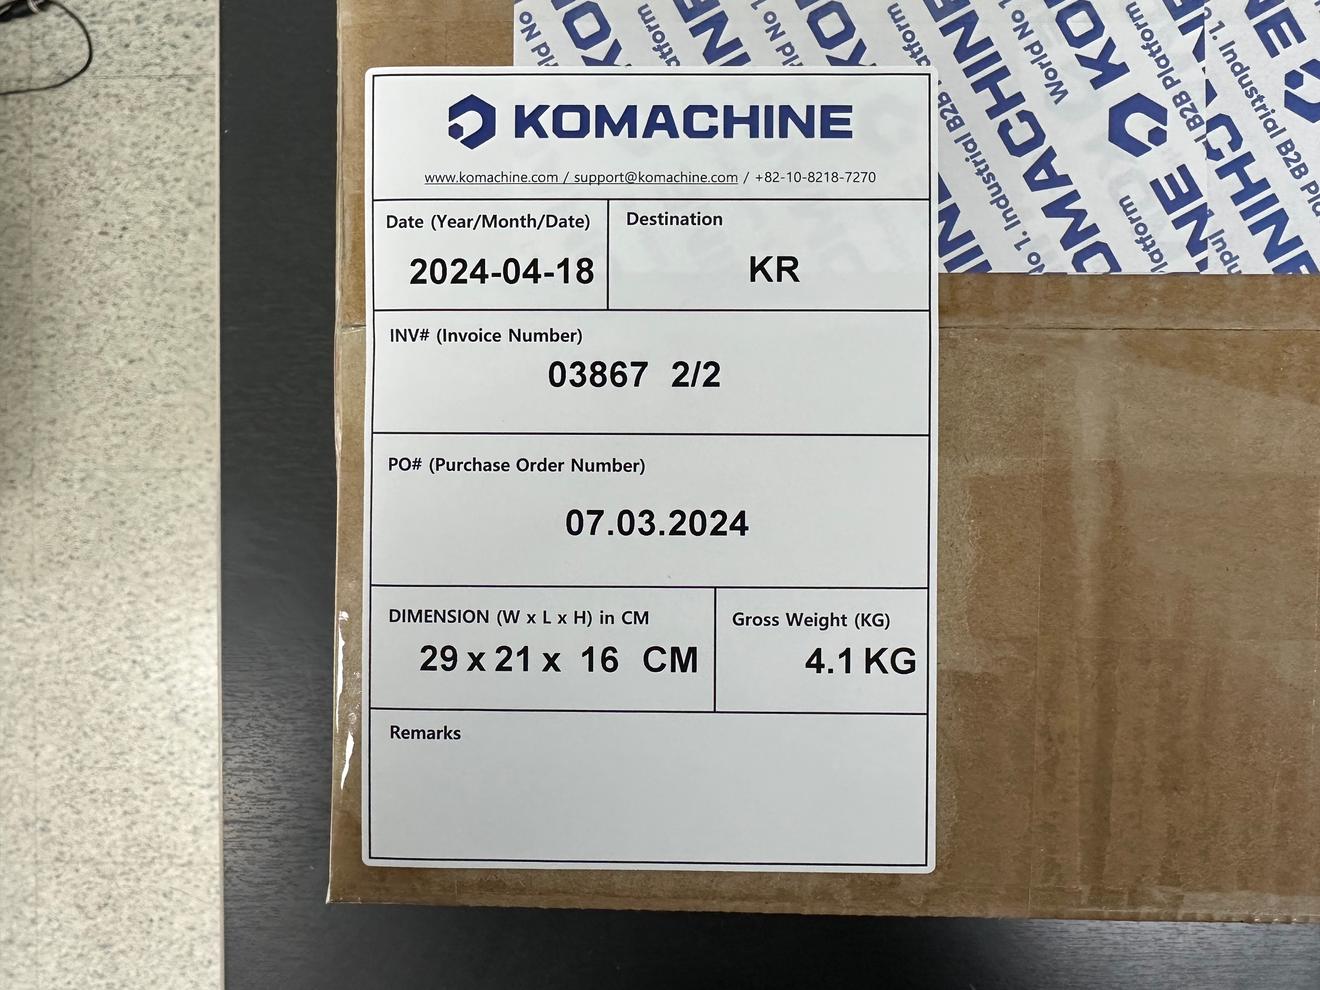 KOMACHINE
www.komachine.com / support@komachine.com / +82-10-8218-7270
Date (Year/Month/Date)
2024-04-18
Destination
KR
INV# (Invoice Number)
03867 2/2
PO# (Purchase Order Number)
07.03.2024
DIMENSION (W x L x H) in CM
29 x 21 x 16 CM
Gross Weight (KG)
4.1 KG
Remarks
World No
KOMACHINE
World No 1. Industrial B2B Platform